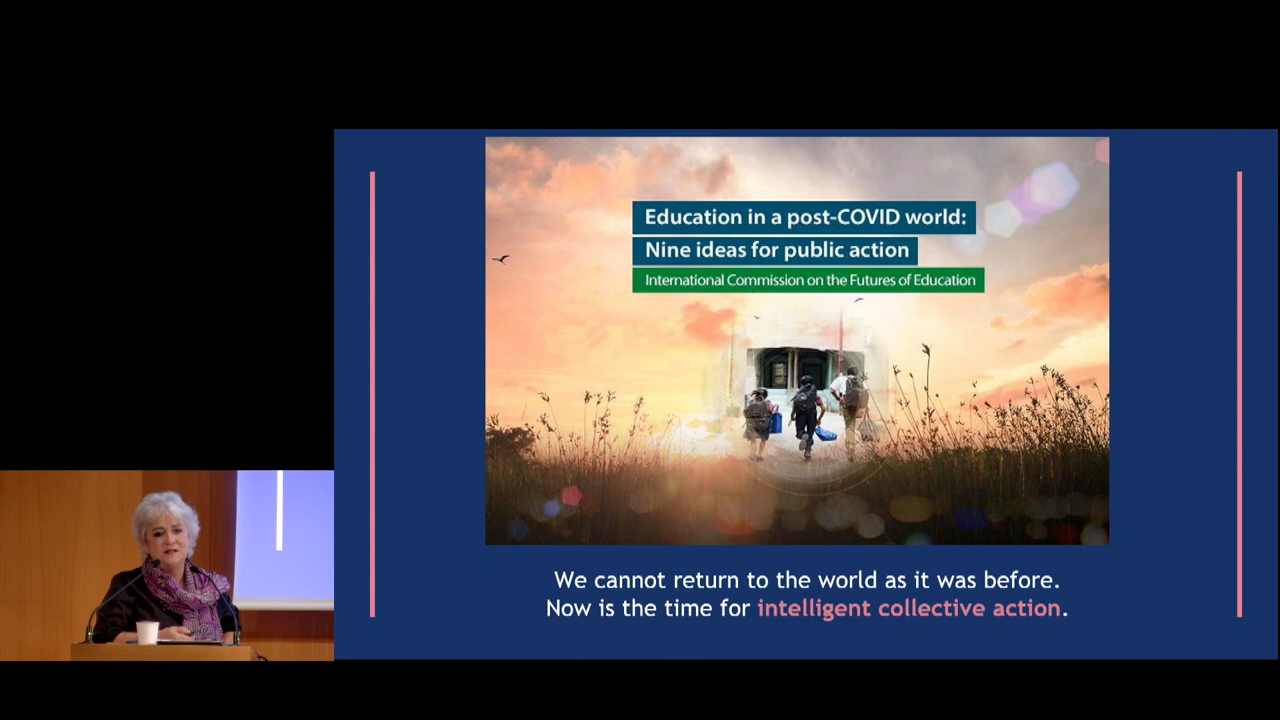 Education in a post-COVID world:
Nine ideas for public action
International Commission on the Futures of Education
We cannot return to the world as it was before.
Now is the time for intelligent collective action.